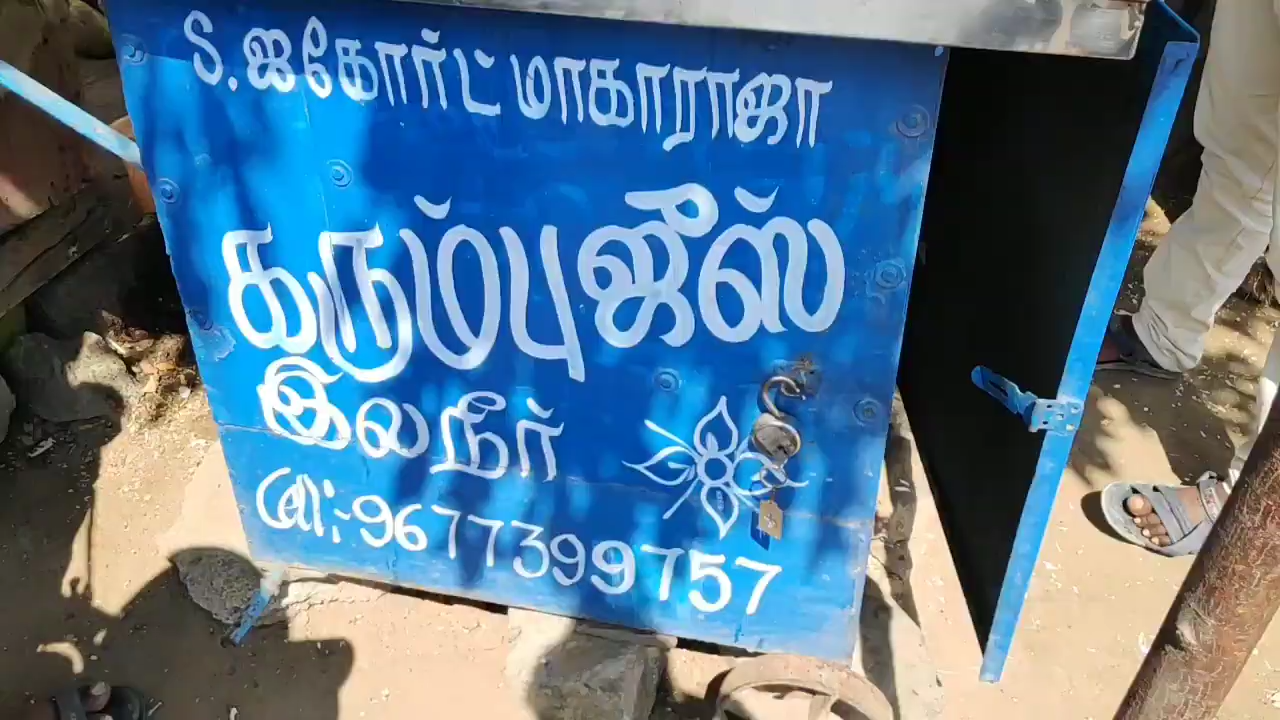 S. ஐகோர்ட் மாகாராஜா
கரும்புஜீஸ்
இலநீர்
போ:-9677399757